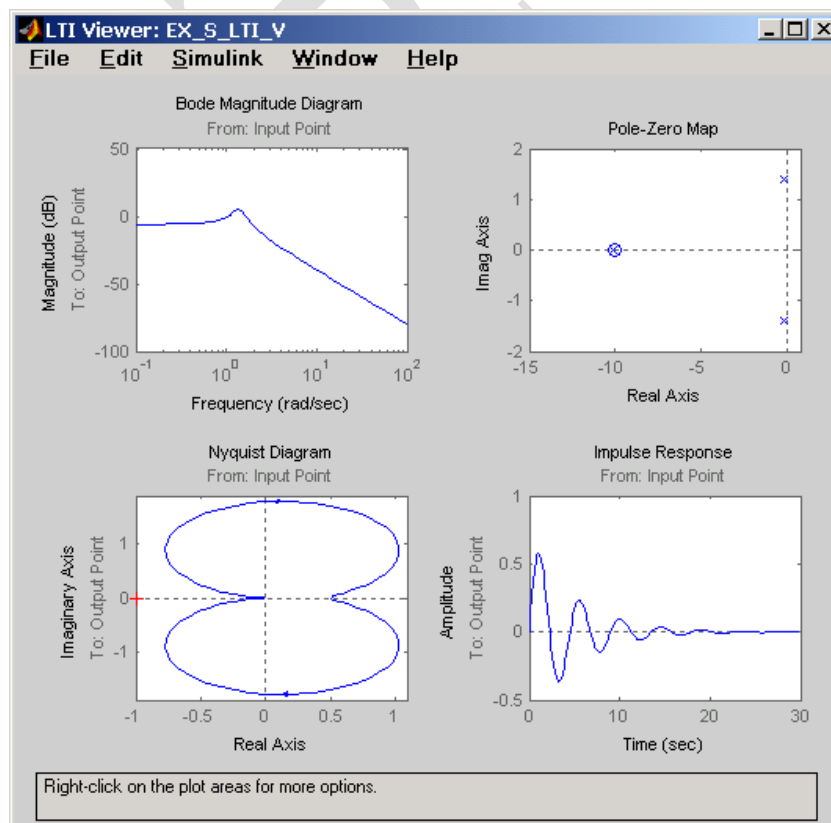 LTI Viewer: EX_S_LTI_V
File Edit Simulink Window Help
Bode Magnitude Diagram
From: Input Point
Magnitude (dB)
To: Output Point
50
0
-50
-100
10^-1 10^0 10^1 10^2
Frequency (rad/sec)
Pole-Zero Map
Imag Axis
2
1
0
-1
-2
-15 -10 -5 0
Real Axis
Nyquist Diagram
From: Input Point
Imaginary Axis
To: Output Point
1
0
-1
-1 -0.5 0 0.5 1
Real Axis
Impulse Response
From: Input Point
Amplitude
To: Output Point
1
0.5
0
-0.5
0 10 20 30
Time (sec)
Right-click on the plot areas for more options.